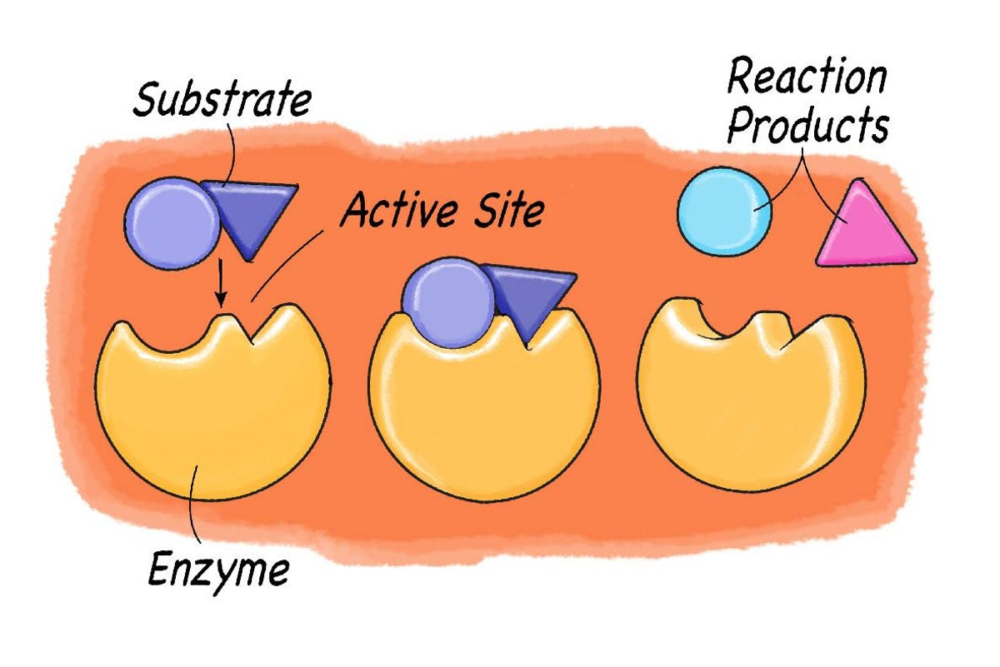 Substrate
Reaction
Products
Active Site
Enzyme